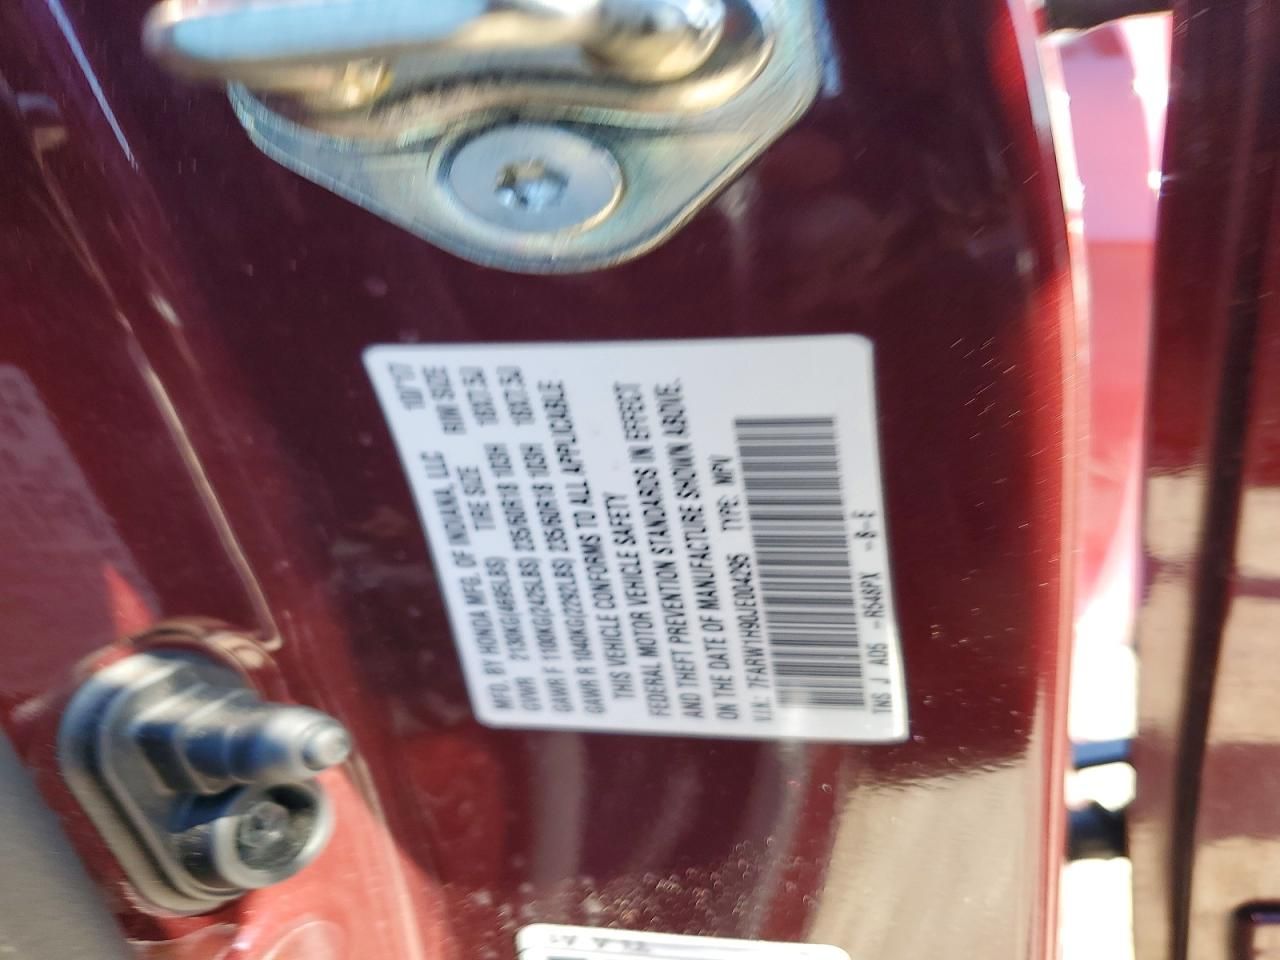 MFD. BY HONDA MFG. OF INDIANA, LLC 10/17
GVWR 2130KG(4695LBS) TIRE SIZE RIM SIZE
GAWR F 1100KG(2425LBS) 235/60R18 103H 18X7.5J
GAWR R 1040KG(2292LBS) 235/60R18 103H 18X7.5J
THIS VEHICLE CONFORMS TO ALL APPLICABLE
THIS MOTOR VEHICLE SAFETY
FEDERAL MOTOR VEHICLE STANDARDS IN EFFECT
AND THEFT PREVENTION STANDARDS IN EFFECT
ON THE DATE OF MANUFACTURE SHOWN ABOVE.
V.I.N.: 7FARW1H90JE004295 TYPE: MPV
TNS J A05 -R548PX -B-E